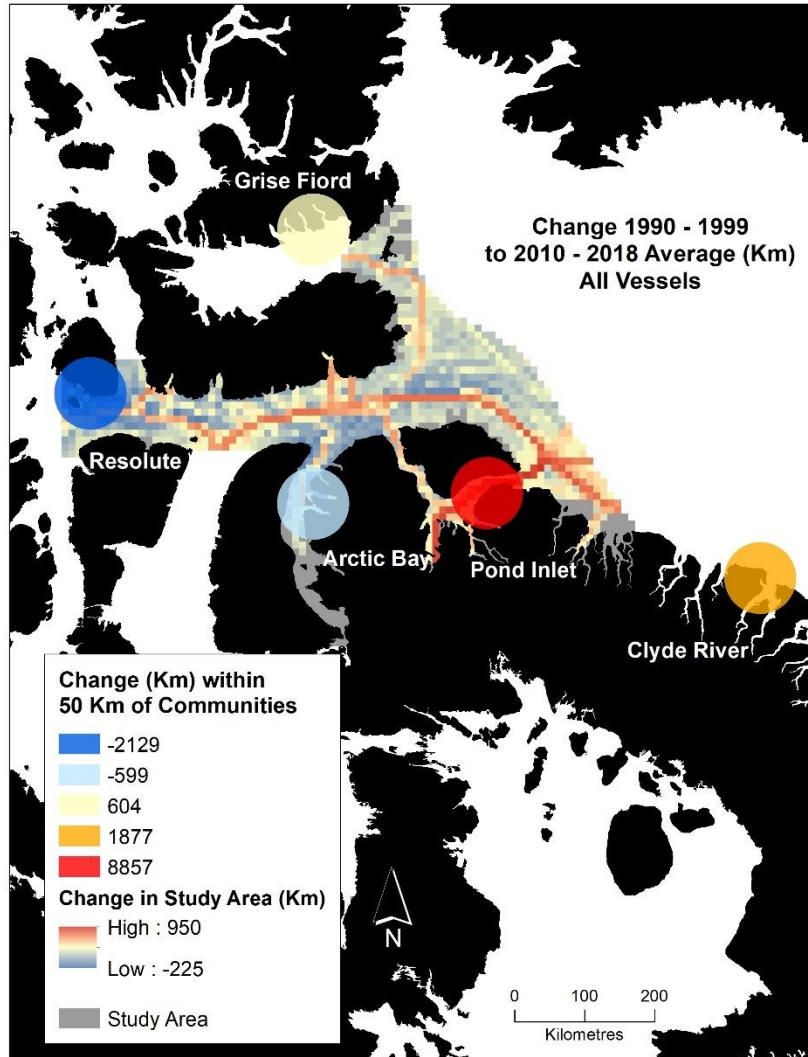 Grise Fiord
Change 1990 - 1999
to 2010 - 2018 Average (Km)
All Vessels
Resolute
Arctic Bay
Pond Inlet
Clyde River
Change (Km) within
50 Km of Communities
-2129
-599
604
1877
8857
Change in Study Area (Km)
High : 950
Low : -225
Study Area
N
0 100 200
Kilometres